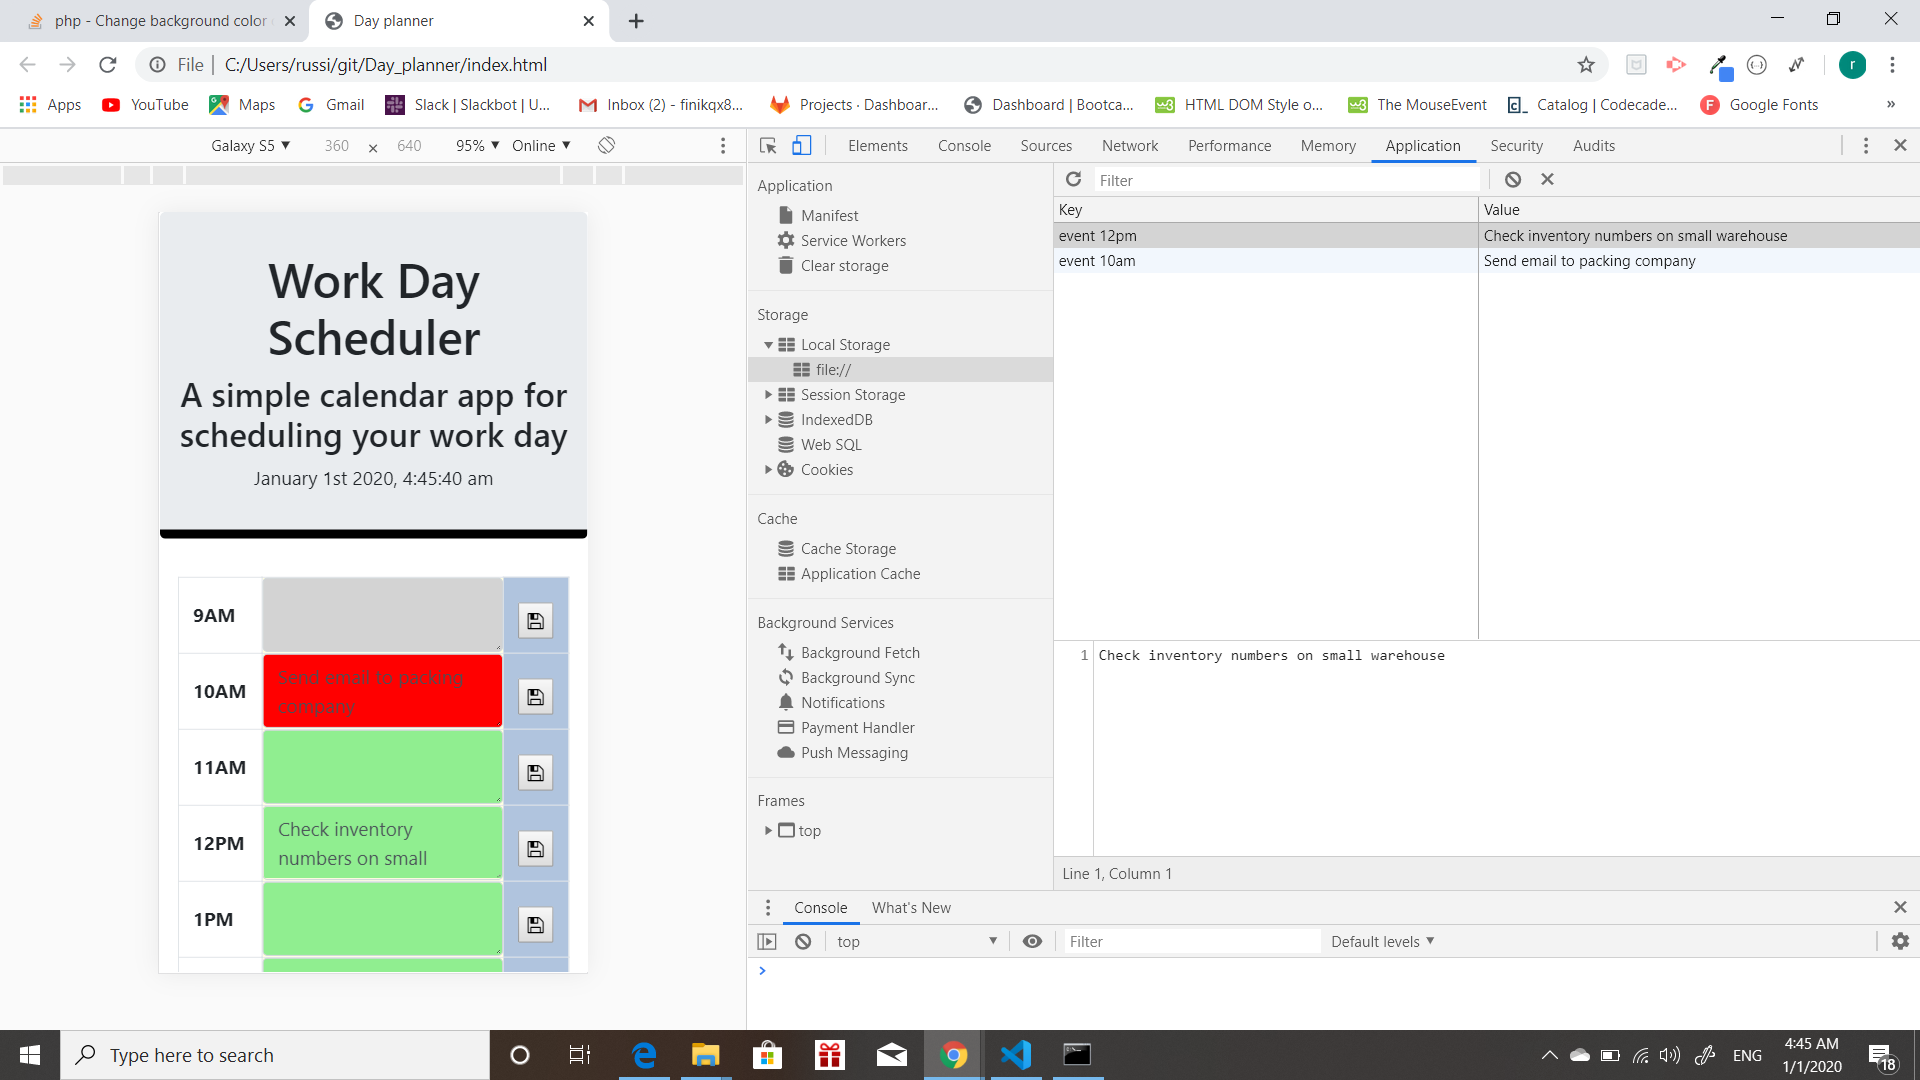 php - Change background color
Day planner
File
C:/Users/russi/git/Day_planner/index.html
r
Apps
YouTube
Maps
Gmail
Slack | Slackbot | U...
Inbox (2) - finikqx8...
Projects · Dashboar...
Dashboard | Bootca...
HTML DOM Style o...
The MouseEvent
Catalog | Codecade...
Google Fonts
»
Galaxy S5
360 × 640
95%
Online
Elements
Console
Sources
Network
Performance
Memory
Application
Security
Audits
Work Day
Scheduler
A simple calendar app for
scheduling your work day
January 1st 2020, 4:45:40 am
9AM
10AM
Send email to packing
company
11AM
12PM
Check inventory
numbers on small
1PM
Application
Manifest
Service Workers
Clear storage
Storage
Local Storage
file://
Session Storage
IndexedDB
Web SQL
Cookies
Cache
Cache Storage
Application Cache
Background Services
Background Fetch
Background Sync
Notifications
Payment Handler
Push Messaging
Frames
top
Filter
Key
Value
event 12pm
Check inventory numbers on small warehouse
event 10am
Send email to packing company
1 Check inventory numbers on small warehouse
Line 1, Column 1
Console
What's New
top
Filter
Default levels
>
Type here to search
ENG
4:45 AM
1/1/2020
18